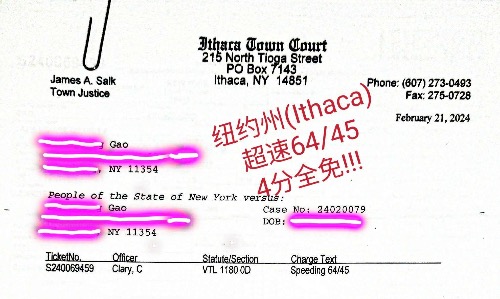 Ithaca Town Court
215 North Tioga Street
PO Box 7143
Ithaca, NY 14851
James A. Salk
Town Justice
Phone: (607) 273-0493
Fax: 275-0728
February 21, 2024
纽约州(Ithaca)
超速64/45
4分全免!!!
, Gao
, NY 11354
People of the State of New York versus:
, Gao
, NY 11354
Case No: 24020079
DOB:
TicketNo. Officer Statute/Section Charge Text
S240069459 Clary, C VTL 1180 0D Speeding 64/45